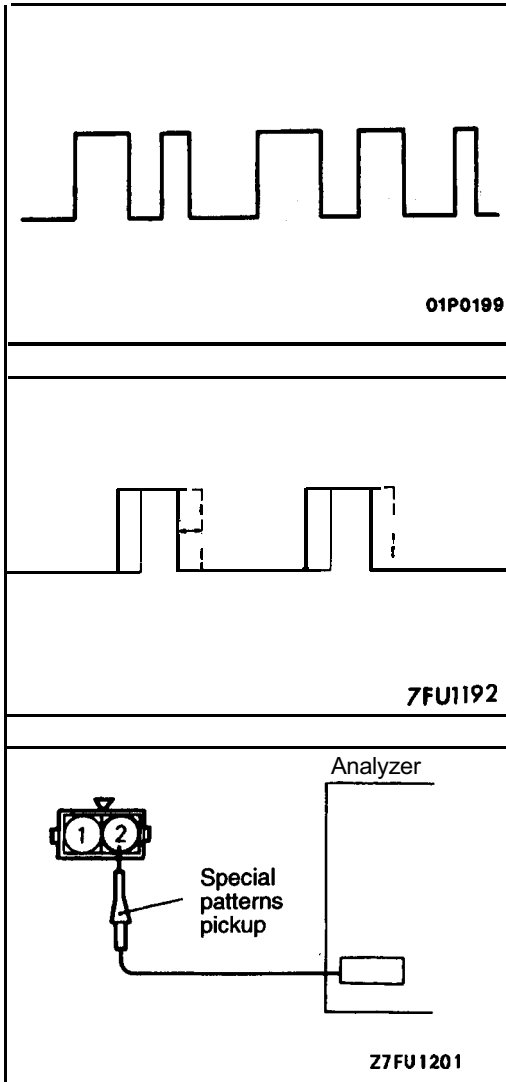 01P0199
7FU1192
Analyzer
1 2
Special
patterns
pickup
Z7FU1201